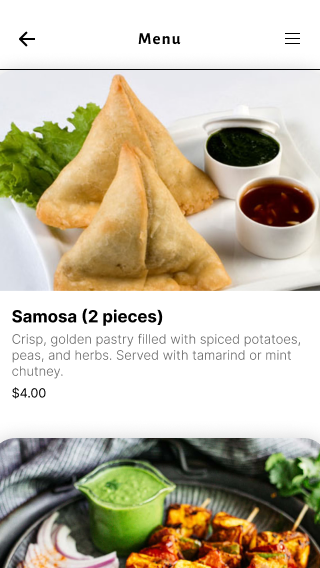 Menu
Samosa (2 pieces)
Crisp, golden pastry filled with spiced potatoes,
peas, and herbs. Served with tamarind or mint
chutney.
$4.00